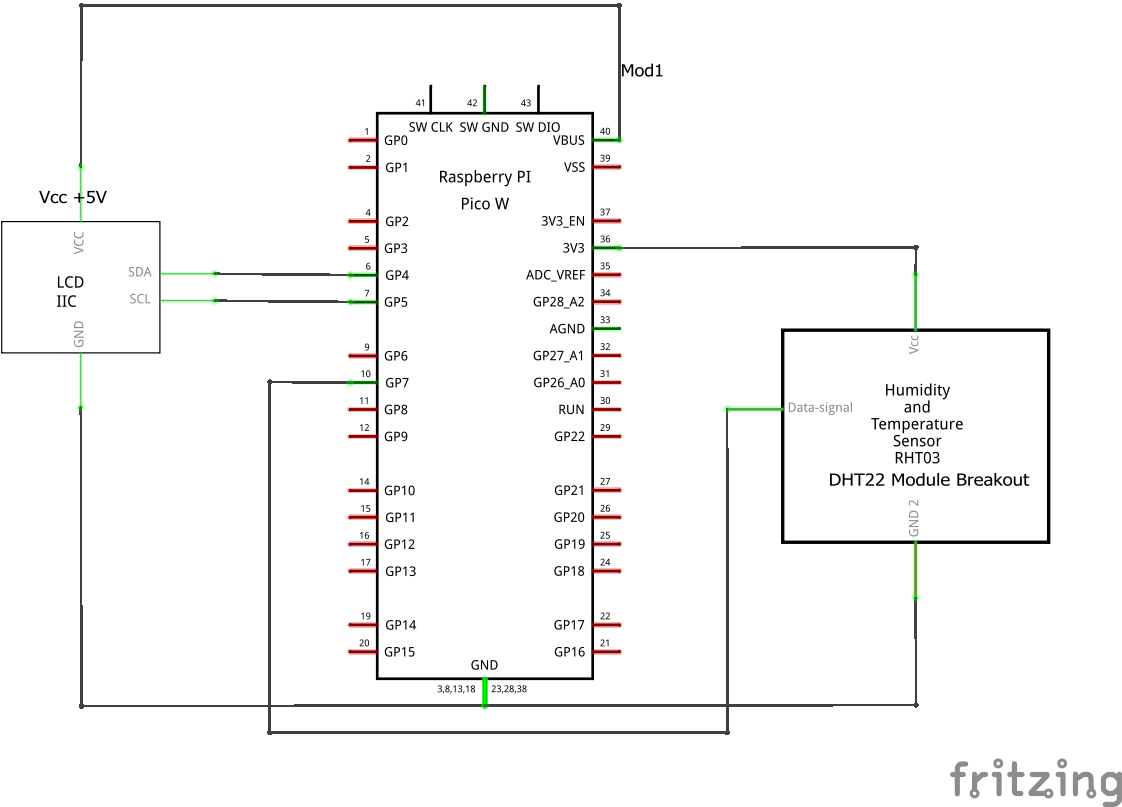 Mod1
41 42 43
SW CLK SW GND SW DIO
1 GP0 VBUS 40
2 GP1 VSS 39
Raspberry PI
Pico W
Vcc +5V
4 GP2 3V3_EN 37
VCC
5 GP3 3V3 36
SDA 6 GP4 ADC_VREF 35
LCD
IIC
SCL 7 GP5 GP28_A2 34
GND
AGND 33
Vcc
9 GP6 GP27_A1 32
10 GP7 GP26_A0 31
11 GP8 RUN 30
12 GP9 GP22 29
Data-signal
Humidity
and
Temperature
Sensor
RHT03
DHT22 Module Breakout
GND 2
14 GP10 GP21 27
15 GP11 GP20 26
16 GP12 GP19 25
17 GP13 GP18 24
19 GP14 GP17 22
20 GP15 GP16 21
GND
3,8,13,18 23,28,38
fritzing